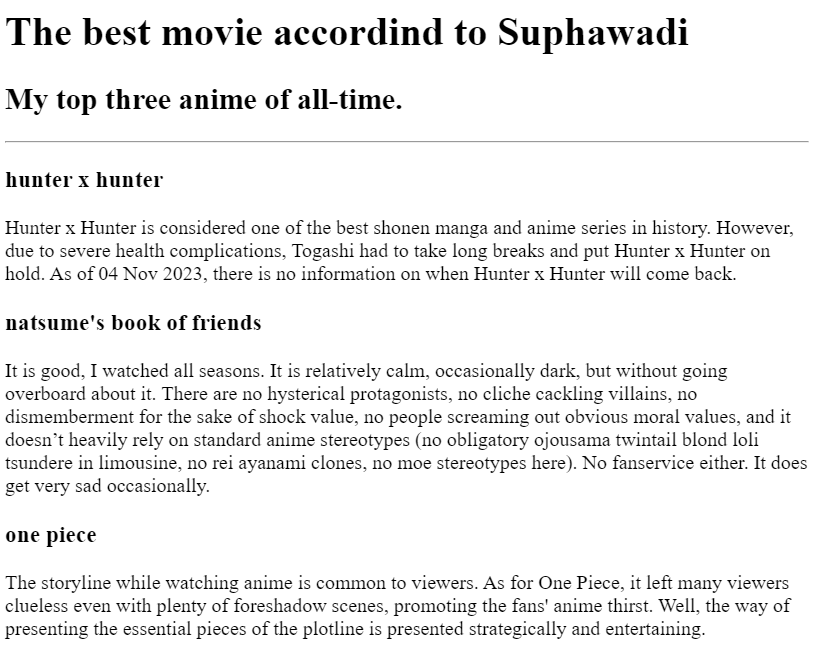 The best movie accordind to Suphawadi
My top three anime of all-time.
hunter x hunter
Hunter x Hunter is considered one of the best shonen manga and anime series in history. However,
due to severe health complications, Togashi had to take long breaks and put Hunter x Hunter on
hold. As of 04 Nov 2023, there is no information on when Hunter x Hunter will come back.
natsume's book of friends
It is good, I watched all seasons. It is relatively calm, occasionally dark, but without going
overboard about it. There are no hysterical protagonists, no cliche cackling villains, no
dismemberment for the sake of shock value, no people screaming out obvious moral values, and it
doesn’t heavily rely on standard anime stereotypes (no obligatory ojousama twintail blond loli
tsundere in limousine, no rei ayanami clones, no moe stereotypes here). No fanservice either. It does
get very sad occasionally.
one piece
The storyline while watching anime is common to viewers. As for One Piece, it left many viewers
clueless even with plenty of foreshadow scenes, promoting the fans' anime thirst. Well, the way of
presenting the essential pieces of the plotline is presented strategically and entertaining.